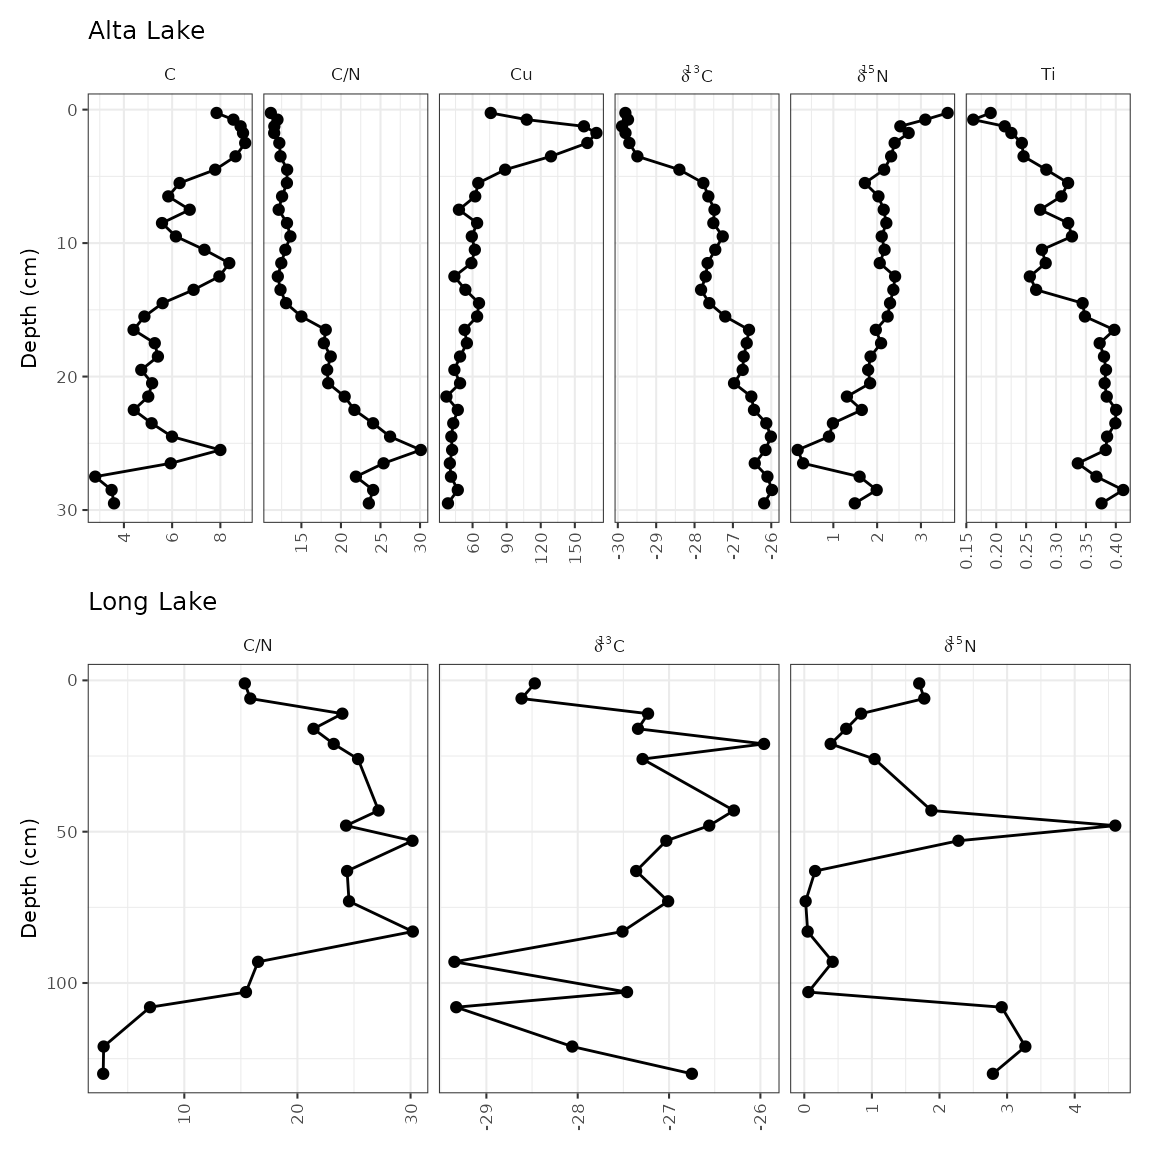 Alta Lake
C C/N Cu δ¹³C δ¹⁵N Ti
Depth (cm)
0
10
20
30
4 6 8 15 20 25 30 60 90 120 150 -30 -29 -28 -27 -26 1 2 3 0.15 0.20 0.25 0.30 0.35 0.40
Long Lake
C/N δ¹³C δ¹⁵N
Depth (cm)
0
50
100
10 20 30 -29 -28 -27 -26 0 1 2 3 4